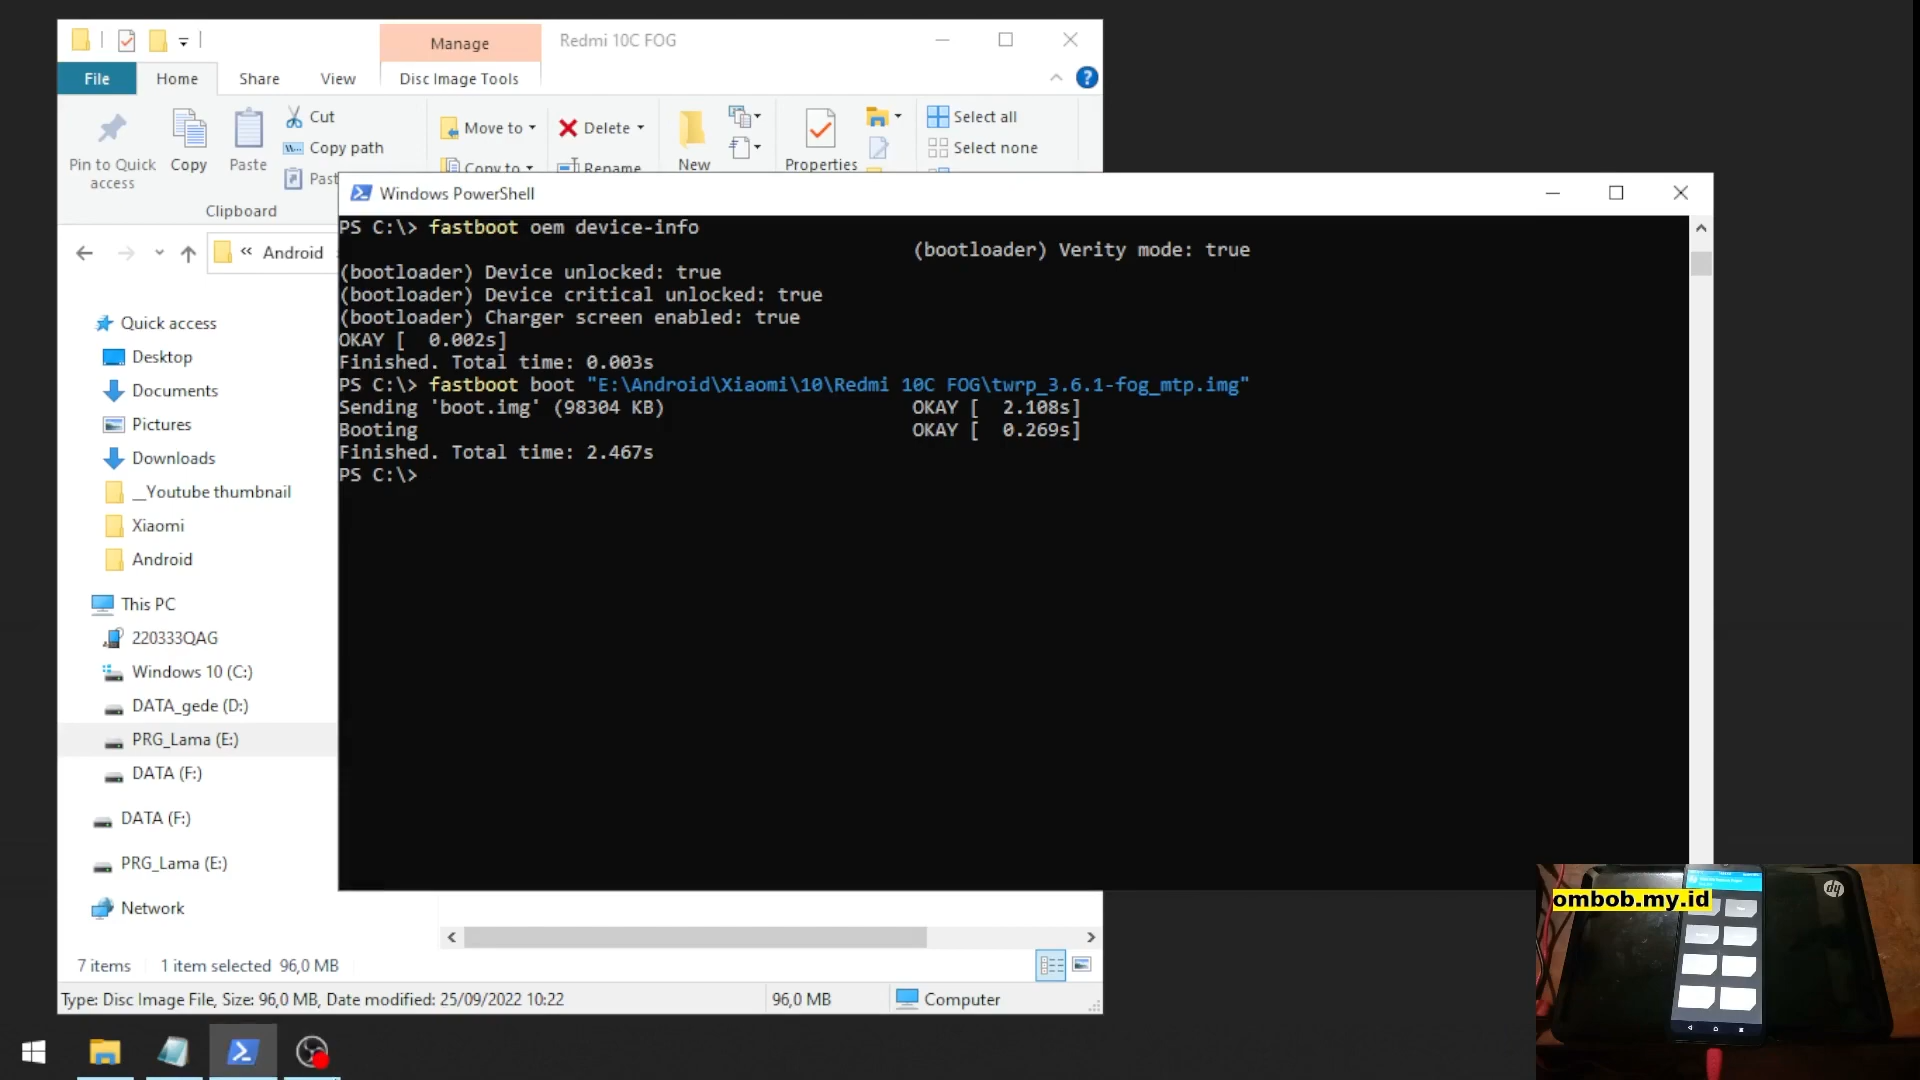 Manage
Redmi 10C FOG
File
Home
Share
View
Disc Image Tools
Pin to Quick
access
Copy
Paste
Cut
Copy path
Past
Clipboard
Move to
Copy to
Delete
Rename
New
Properties
Select all
Select none
« Android
Quick access
Desktop
Documents
Pictures
Downloads
__Youtube thumbnail
Xiaomi
Android
This PC
220333QAG
Windows 10 (C:)
DATA_gede (D:)
PRG_Lama (E:)
DATA (F:)
DATA (F:)
PRG_Lama (E:)
Network
7 items
1 item selected 96,0 MB
Type: Disc Image File, Size: 96,0 MB, Date modified: 25/09/2022 10:22
96,0 MB
Computer
Windows PowerShell
PS C:\> fastboot oem device-info
(bootloader) Verity mode: true
(bootloader) Device unlocked: true
(bootloader) Device critical unlocked: true
(bootloader) Charger screen enabled: true
OKAY [ 0.002s]
Finished. Total time: 0.003s
PS C:\> fastboot boot "E:\Android\Xiaomi\10\Redmi 10C FOG\twrp_3.6.1-fog_mtp.img"
Sending 'boot.img' (98304 KB) OKAY [ 2.108s]
Booting OKAY [ 0.269s]
Finished. Total time: 2.467s
PS C:\>
ombob.my.id
hp